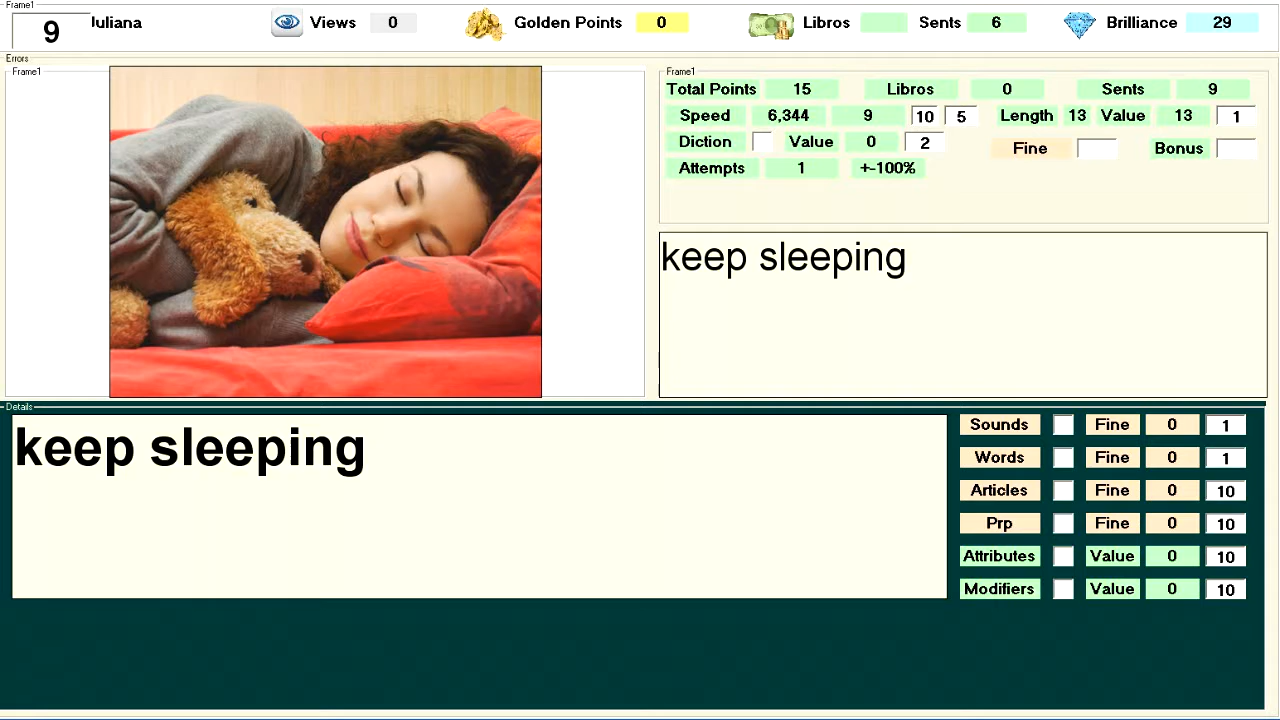 Frame1
9 Iuliana Views 0 Golden Points 0 Libros Sents 6 Brilliance 29
Errors
Frame1
Frame1
Total Points 15 Libros 0 Sents 9
Speed 6,344 9 10 5 Length 13 Value 13 1
Diction Value 0 2 Fine Bonus
Attempts 1 +-100%
keep sleeping
Details
keep sleeping
Sounds Fine 0 1
Words Fine 0 1
Articles Fine 0 10
Prp Fine 0 10
Attributes Value 0 10
Modifiers Value 0 10